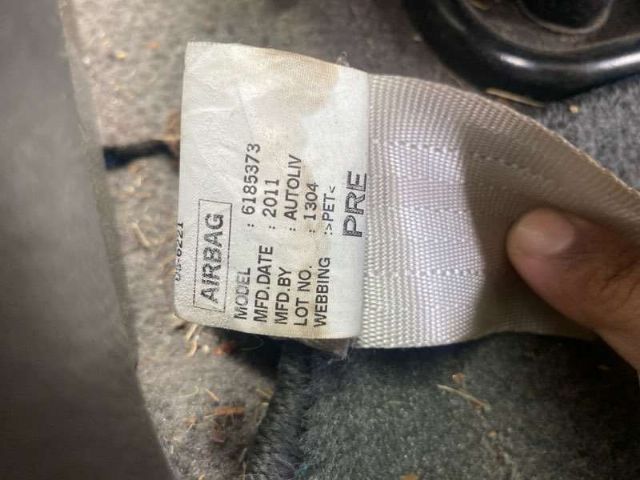 AIRBAG
MODEL : 6185373
MFD.DATE : 2011
MFD.BY : AUTOLIV
LOT NO. : 1304
WEBBING :>PET<
PRE